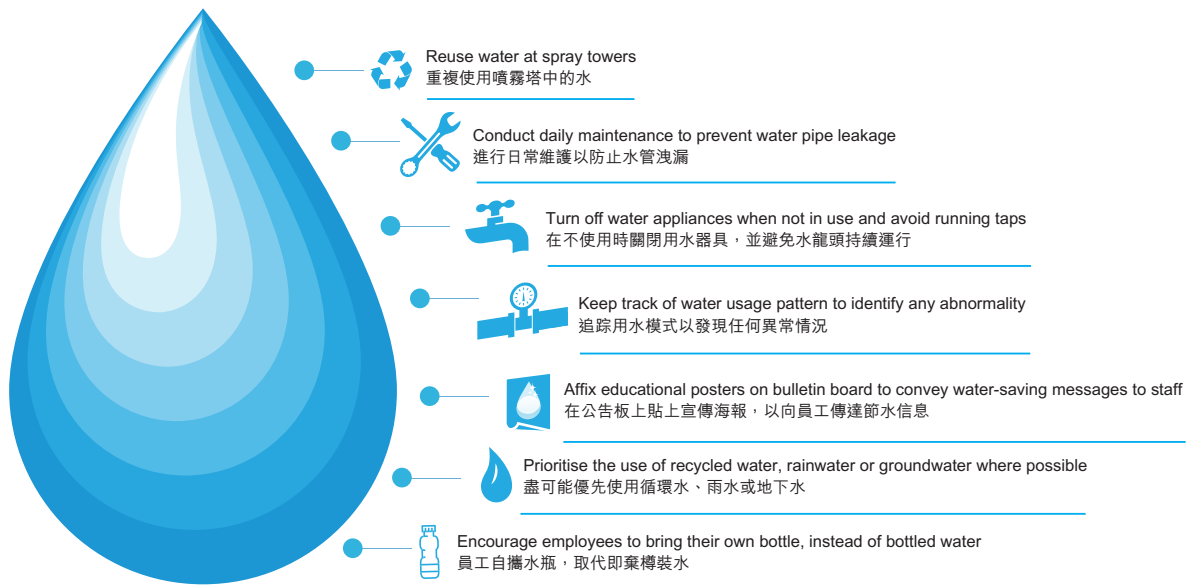 Reuse water at spray towers
重複使用噴霧塔中的水
Conduct daily maintenance to prevent water pipe leakage
進行日常維護以防止水管洩漏
Turn off water appliances when not in use and avoid running taps
在不使用時關閉用水器具，並避免水龍頭持續運行
Keep track of water usage pattern to identify any abnormality
追踪用水模式以發現任何異常情況
Affix educational posters on bulletin board to convey water-saving messages to staff
在公告板上貼上宣傳海報，以向員工傳達節水信息
Prioritise the use of recycled water, rainwater or groundwater where possible
盡可能優先使用循環水、雨水或地下水
Encourage employees to bring their own bottle, instead of bottled water
員工自攜水瓶，取代即棄樽裝水